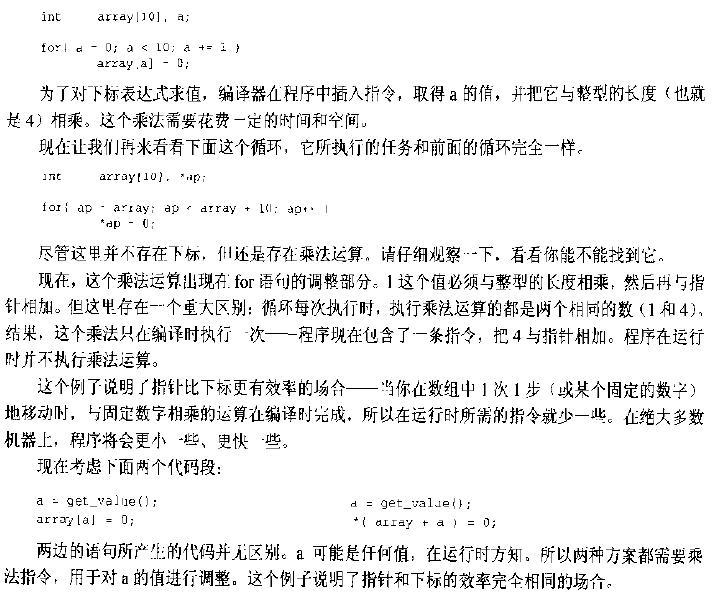 int array[10], a;
for( a = 0; a < 10; a += 1 )
array[a] = 0;
为了对下标表达式求值，编译器在程序中插入指令，取得 a 的值，并把它与整型的长度（也就
是 4）相乘。这个乘法需要花费一定的时间和空间。
现在让我们再来看看下面这个循环，它所执行的任务和前面的循环完全一样。
int array[10], *ap;
for( ap = array; ap < array + 10; ap++ )
*ap = 0;
尽管这里并不存在下标，但还是存在乘法运算。请仔细观察一下，看看你能不能找到它。
现在，这个乘法运算出现在 for 语句的调整部分。1 这个值必须与整型的长度相乘，然后再与指
针相加。但这里存在一个重大区别：循环每次执行时，执行乘法运算的都是两个相同的数（1 和 4）。
结果，这个乘法只在编译时执行一次——程序现在包含了一条指令，把 4 与指针相加。程序在运行
时并不执行乘法运算。
这个例子说明了指针比下标更有效率的场合——当你在数组中 1 次 1 步（或某个固定的数字）
地移动时，与固定数字相乘的运算在编译时完成，所以在运行时所需的指令就少一些。在绝大多数
机器上，程序将会更小一些、更快一些。
现在考虑下面两个代码段：
a = get_value(); a = get_value();
array[a] = 0; *( array + a ) = 0;
两边的语句所产生的代码并无区别。a 可能是任何值，在运行时方知。所以两种方案都需要乘
法指令，用于对 a 的值进行调整。这个例子说明了指针和下标的效率完全相同的场合。